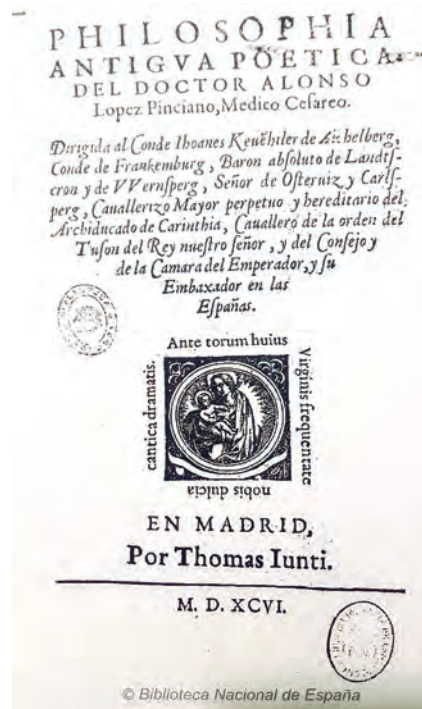 PHILOSOPHIA
ANTIGVA POETICA
DEL DOCTOR ALONSO
Lopez Pinciano, Medico Cesareo.
Dirigida al Conde Ihoanes Keuĕhiler de Aichelberg,
Conde de Frankemburg, Baron absoluto de Landtſ-
cron y de VVernſperg, Señor de Oſteruiz y Carlſ-
perg, Cauallerizo Mayor perpetuo y hereditario del
Archiducado de Carinthia, Cauallero de la orden del
Tuſon del Rey nueſtro ſeñor, y del Conſejo y
de la Camara del Emperador, y ſu
Embaxador en las
Eſpañas.
Ante torum huius
Virginis frequentate
nobis dulcia
cantica dramatis.
EN MADRID,
Por Thomas Iunti.
M. D. XCVI.
© Biblioteca Nacional de España